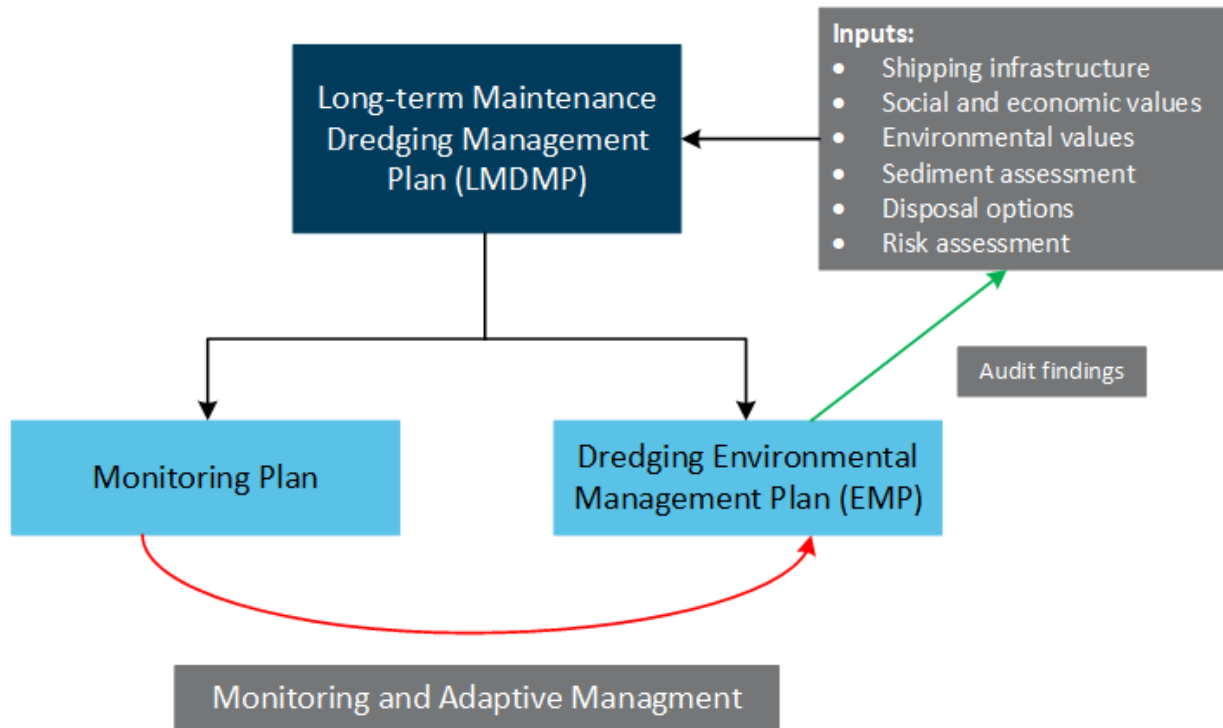 Long-term Maintenance
Dredging Management
Plan (LMDMP)
Inputs:
• Shipping infrastructure
• Social and economic values
• Environmental values
• Sediment assessment
• Disposal options
• Risk assessment
Audit findings
Monitoring Plan
Dredging Environmental
Management Plan (EMP)
Monitoring and Adaptive Managment